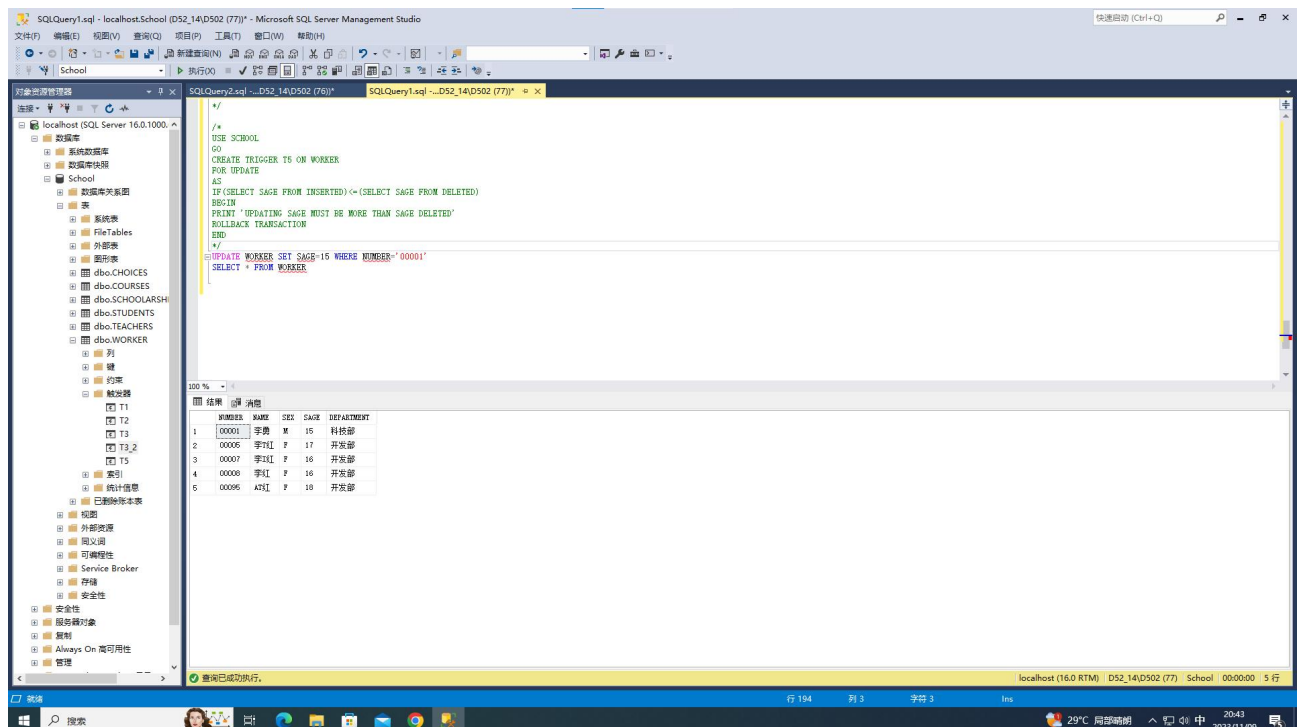 SQLQuery1.sql - localhost.School (D52_14\D502 (77))* - Microsoft SQL Server Management Studio
快速启动 (Ctrl+Q)
文件(F) 编辑(E) 视图(V) 查询(Q) 项目(P) 工具(T) 窗口(W) 帮助(H)
新建查询(N)
School
执行(X)
对象资源管理器
SQLQuery2.sql -...D52_14\D502 (76))*
SQLQuery1.sql -...D52_14\D502 (77))*
连接
localhost (SQL Server 16.0.1000.
数据库
系统数据库
数据库快照
School
数据库关系图
表
系统表
FileTables
外部表
图形表
dbo.CHOICES
dbo.COURSES
dbo.SCHOOLARSHI
dbo.STUDENTS
dbo.TEACHERS
dbo.WORKER
列
键
约束
触发器
T1
T2
T3
T3_2
T5
索引
统计信息
已删除账本表
视图
外部资源
同义词
可编程性
Service Broker
存储
安全性
安全性
服务器对象
复制
Always On 高可用性
管理
*/
/*
USE SCHOOL
GO
CREATE TRIGGER T5 ON WORKER
FOR UPDATE
AS
IF(SELECT SAGE FROM INSERTED)<=(SELECT SAGE FROM DELETED)
BEGIN
PRINT 'UPDATING SAGE MUST BE MORE THAN SAGE DELETED'
ROLLBACK TRANSACTION
END
*/
UPDATE WORKER SET SAGE=15 WHERE NUMBER='00001'
SELECT * FROM WORKER
100 %
结果 消息
NUMBER NAME SEX SAGE DEPARTMENT
1 00001 李勇 M 15 科技部
2 00005 李T红 F 17 开发部
3 00007 李I红 F 16 开发部
4 00008 李红 F 16 开发部
5 00095 AT红 F 18 开发部
查询已成功执行。
localhost (16.0 RTM) D52_14\D502 (77) School 00:00:00 5 行
就绪
行 194 列 3 字符 3 Ins
搜索
29°C 局部晴朗
中
20:43
2023/11/09